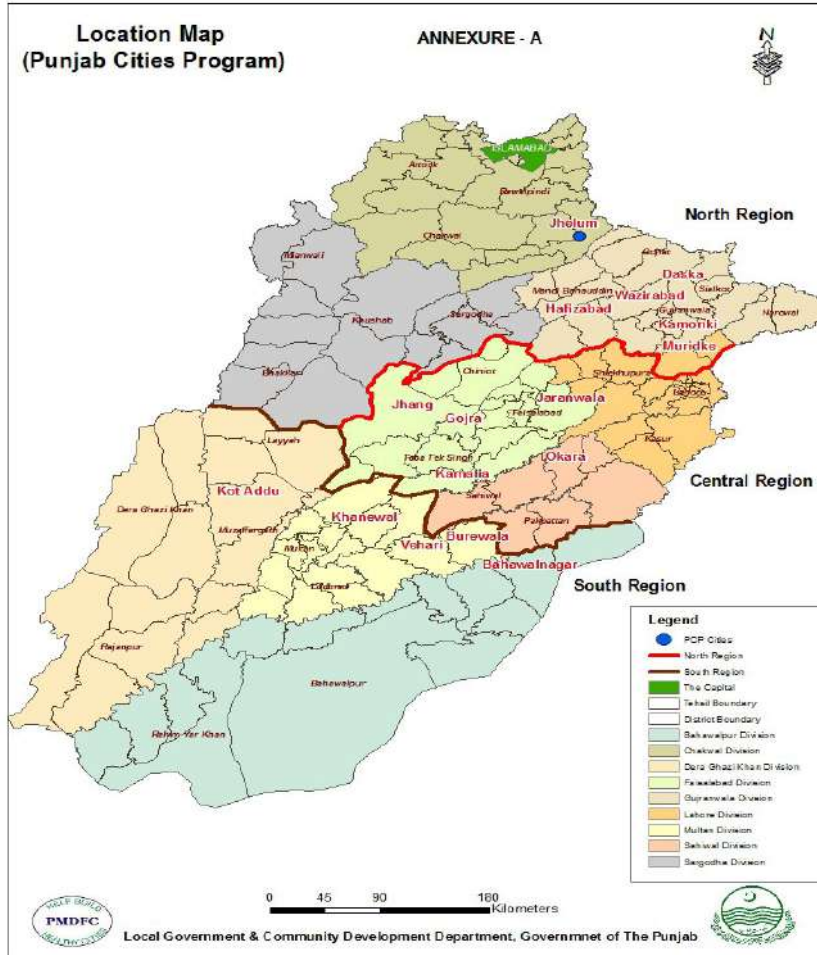 Location Map
(Punjab Cities Program)
ANNEXURE - A
N
ISLAMABAD
Attock
Rawalpindi
Jhelum
North Region
Chakwal
Mianwali
Gujrat
Daska
Mandi Bahauddin
Sialkot
Wazirabad
Hafizabad
Gujranwala
Narowal
Khushab
Sargodha
Kamonki
Muridke
Bhakkar
Chiniot
Sheikhupura
Jhang
Jaranwala
Gojra
Faisalabad
Kasur
Layyah
Toba Tek Singh
Okara
Kamalia
Central Region
Kot Addu
Sahiwal
Dera Ghazi Khan
Khanewal
Pakpattan
Muzaffargarh
Burewala
Multan
Vehari
Bahawalnagar
South Region
Lodhran
Rajanpur
Bahawalpur
Rahim Yar Khan
Legend
PCP Cities
North Region
South Region
The Capital
Tehsil Boundary
District Boundary
Bahawalpur Division
Chakwal Division
Dera Ghazi Khan Division
Faisalabad Division
Gujranwala Division
Lahore Division
Multan Division
Sahiwal Division
Sargodha Division
HELP BUILD
PMDFC
HEALTHY CITIES
0 45 90 180
Kilometers
Local Government & Community Development Department, Governmnet of The Punjab